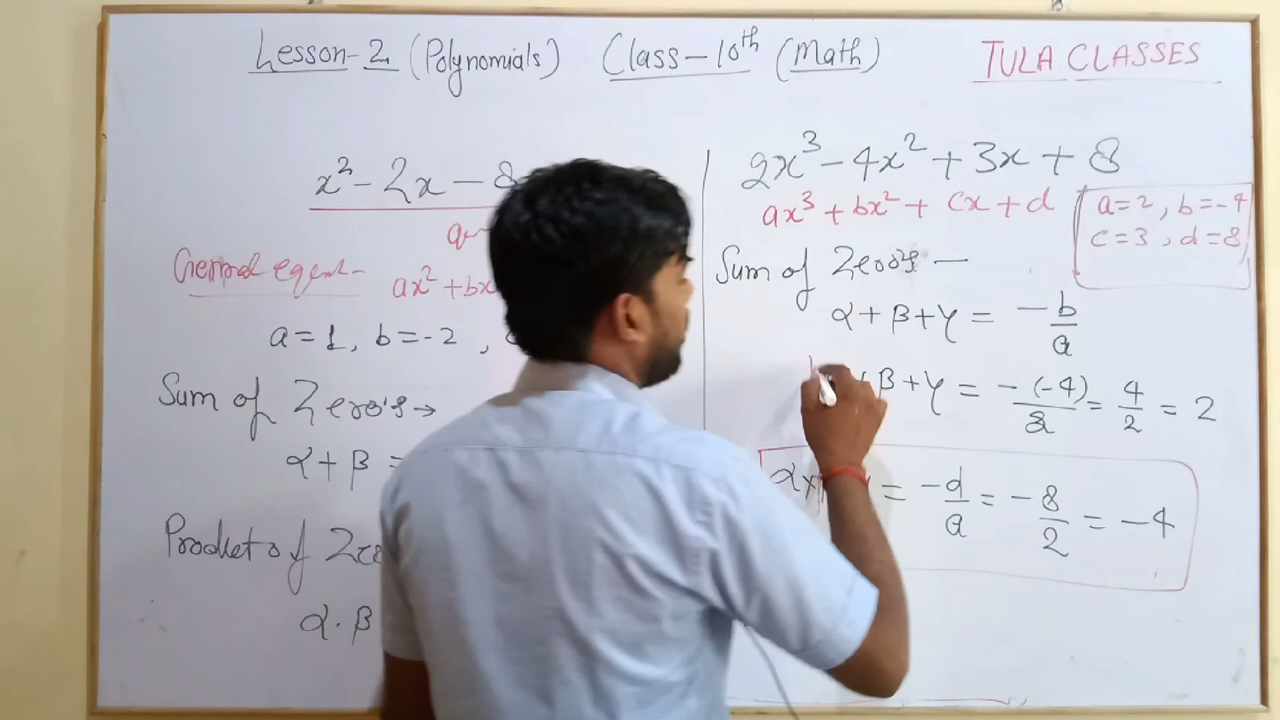 Lesson-2 (Polynomials) Class-10th (Math) TULA CLASSES
x² - 2x - 8
General eqn.-
ax² + bx
a=1, b=-2,
Sum of Zero's →
α + β =
of
α · β
2x³ - 4x² + 3x + 8
ax³ + bx² + cx + d
a=2, b=-4
c=3, d=8
Sum of Zero's —
α + β + γ = -b/a
β + γ = -(-4)/2 = 4/2 = 2
α × = -d/a = -8/2 = -4